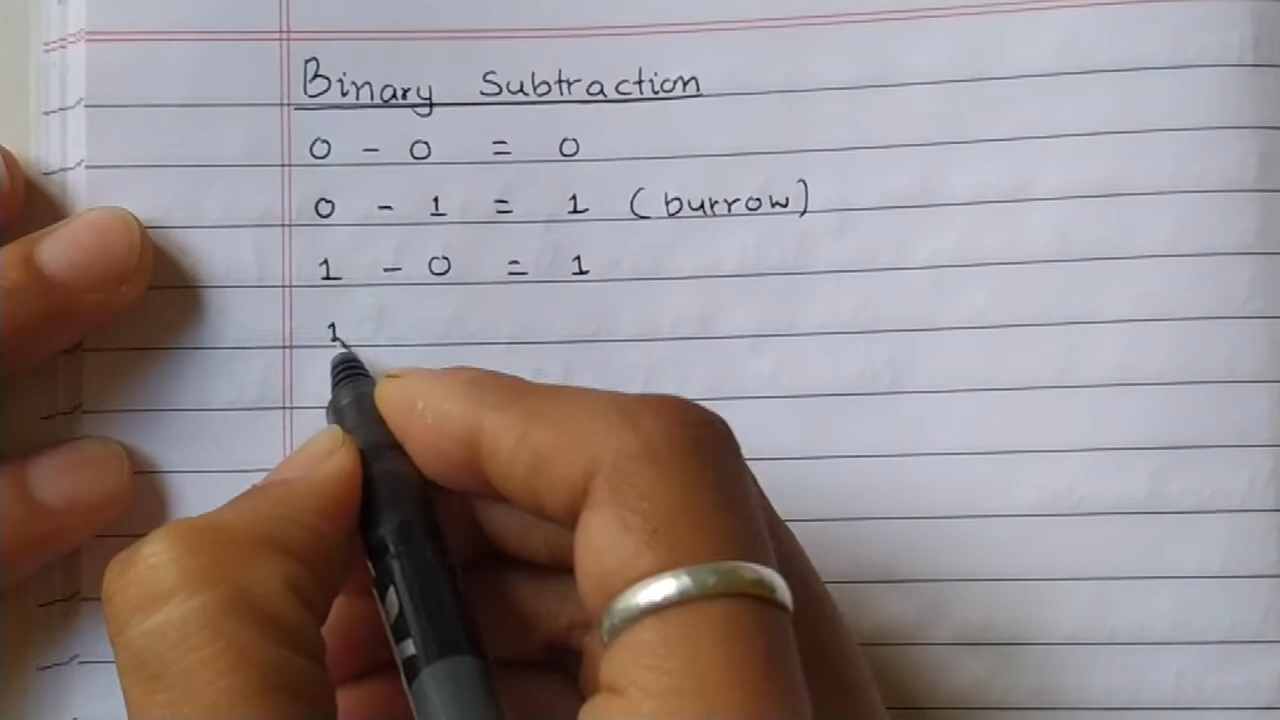 Binary Subtraction
0 - 0 = 0
0 - 1 = 1 (burrow)
1 - 0 = 1
1